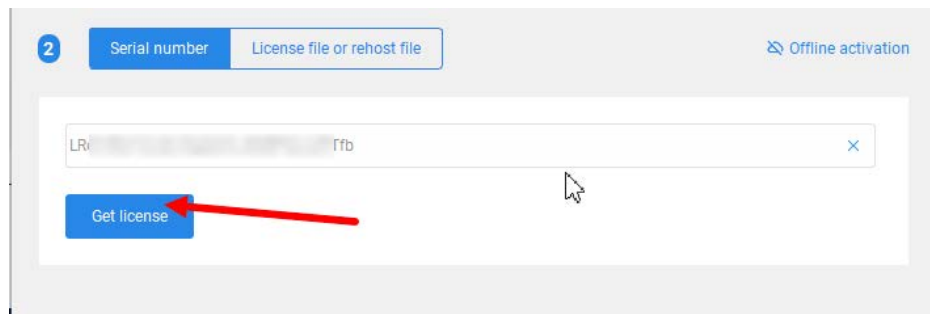 2
Serial number
License file or rehost file
Offline activation
Get license